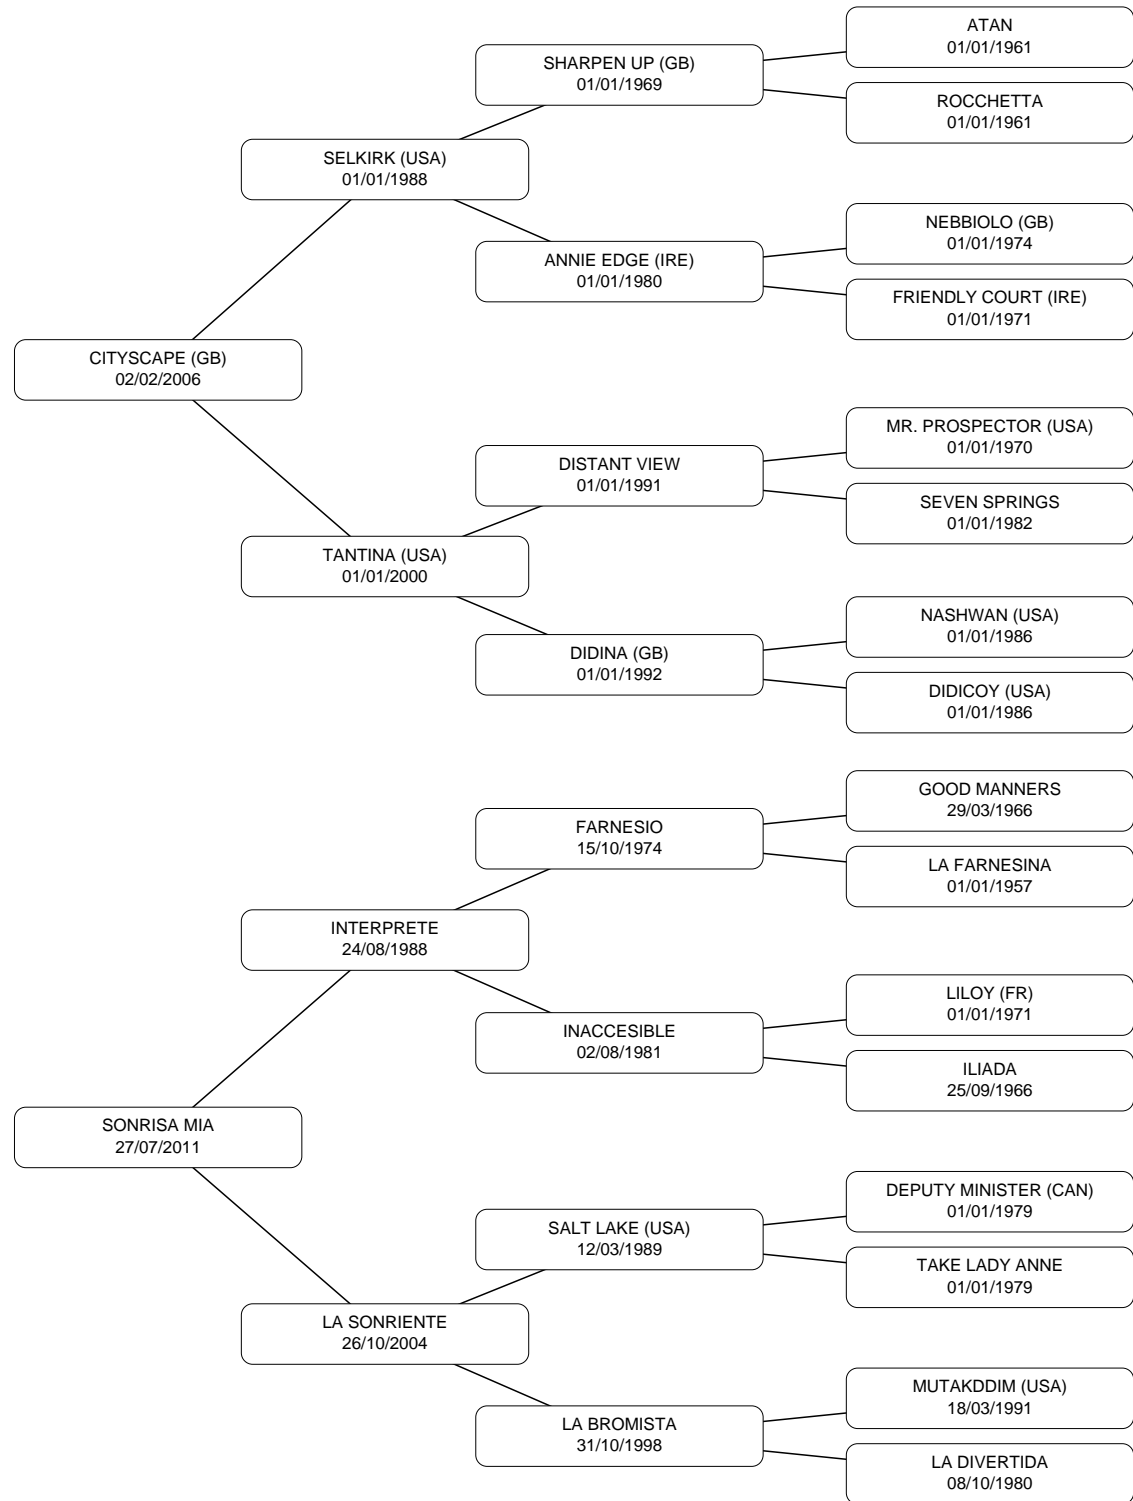 ATAN
01/01/1961
SHARPEN UP (GB)
01/01/1969
ROCCHETTA
01/01/1961
SELKIRK (USA)
01/01/1988
NEBBIOLO (GB)
01/01/1974
ANNIE EDGE (IRE)
01/01/1980
FRIENDLY COURT (IRE)
01/01/1971
CITYSCAPE (GB)
02/02/2006
MR. PROSPECTOR (USA)
01/01/1970
DISTANT VIEW
01/01/1991
SEVEN SPRINGS
01/01/1982
TANTINA (USA)
01/01/2000
NASHWAN (USA)
01/01/1986
DIDINA (GB)
01/01/1992
DIDICOY (USA)
01/01/1986
GOOD MANNERS
29/03/1966
FARNESIO
15/10/1974
LA FARNESINA
01/01/1957
INTERPRETE
24/08/1988
LILOY (FR)
01/01/1971
INACCESIBLE
02/08/1981
ILIADA
25/09/1966
SONRISA MIA
27/07/2011
DEPUTY MINISTER (CAN)
01/01/1979
SALT LAKE (USA)
12/03/1989
TAKE LADY ANNE
01/01/1979
LA SONRIENTE
26/10/2004
MUTAKDDIM (USA)
18/03/1991
LA BROMISTA
31/10/1998
LA DIVERTIDA
08/10/1980